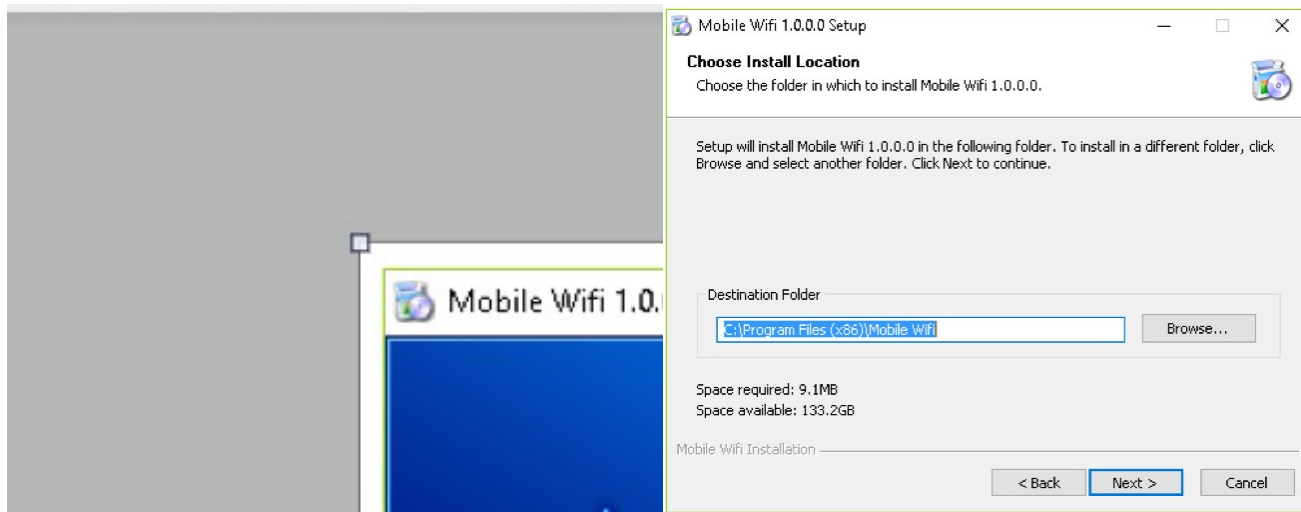 Mobile Wifi 1.0.
Mobile Wifi 1.0.0.0 Setup
Choose Install Location
Choose the folder in which to install Mobile Wifi 1.0.0.0.
Setup will install Mobile Wifi 1.0.0.0 in the following folder. To install in a different folder, click
Browse and select another folder. Click Next to continue.
Destination Folder
C:\Program Files (x86)\Mobile Wifi
Browse...
Space required: 9.1MB
Space available: 133.2GB
Mobile Wifi Installation
< Back Next > Cancel